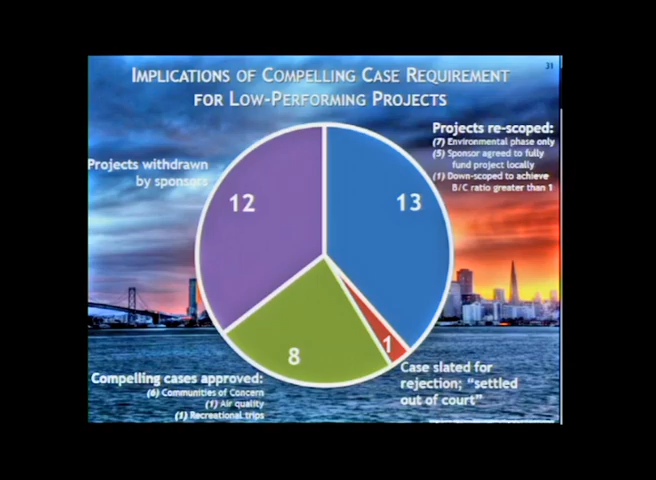 31
IMPLICATIONS OF COMPELLING CASE REQUIREMENT
FOR LOW-PERFORMING PROJECTS
Projects re-scoped:
(7) Environmental phase only
(5) Sponsor agreed to fully
fund project locally
(1) Down-scoped to achieve
B/C ratio greater than 1
Projects withdrawn
by sponsors
12
13
8
1
Case slated for
rejection; "settled
out of court"
Compelling cases approved:
(6) Communities of Concern
(1) Air quality
(1) Recreational trips